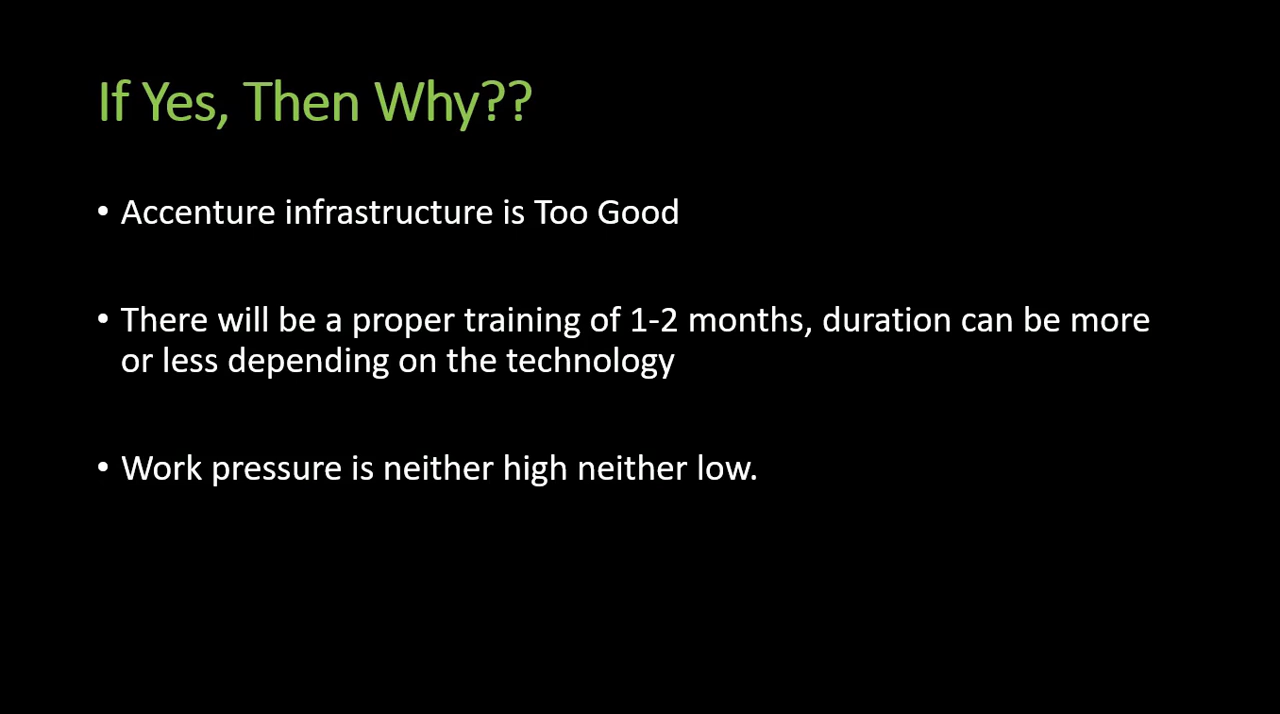 If Yes, Then Why??
• Accenture infrastructure is Too Good
• There will be a proper training of 1-2 months, duration can be more
or less depending on the technology
• Work pressure is neither high neither low.